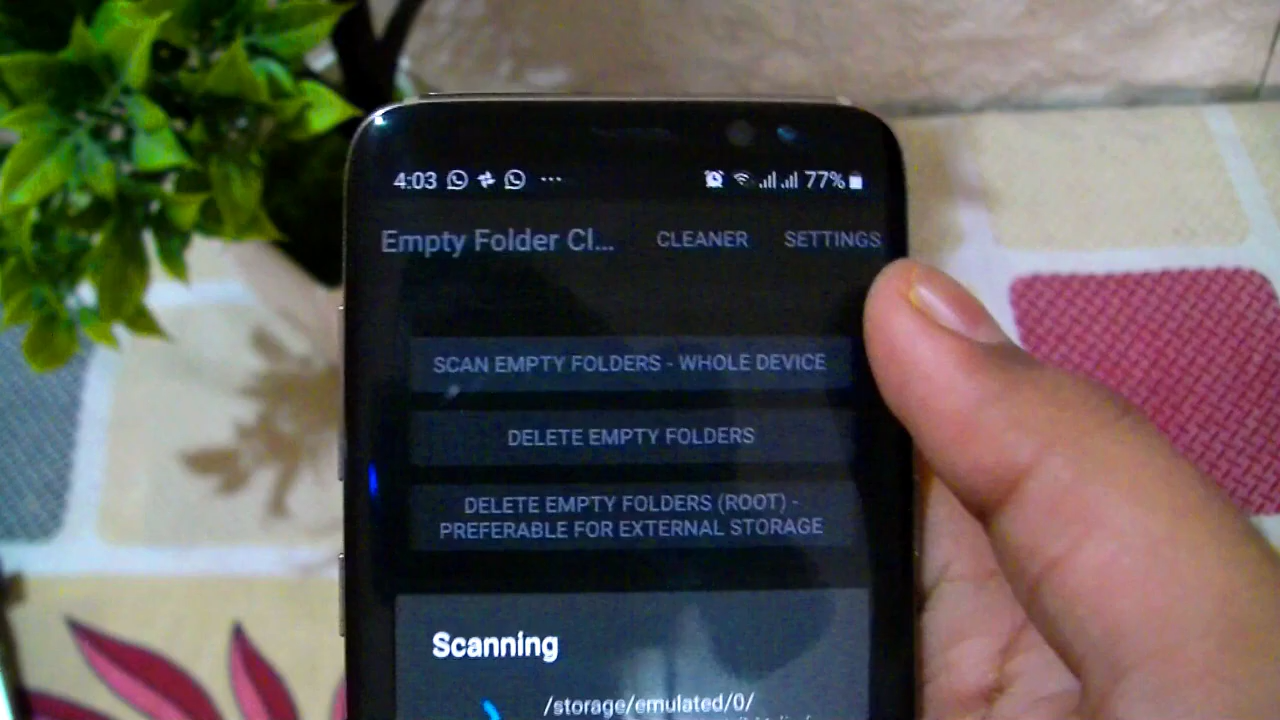 4:03 ... 77%
Empty Folder Cl... CLEANER SETTINGS
SCAN EMPTY FOLDERS - WHOLE DEVICE
DELETE EMPTY FOLDERS
DELETE EMPTY FOLDERS (ROOT) -
PREFERABLE FOR EXTERNAL STORAGE
Scanning
/storage/emulated/0/